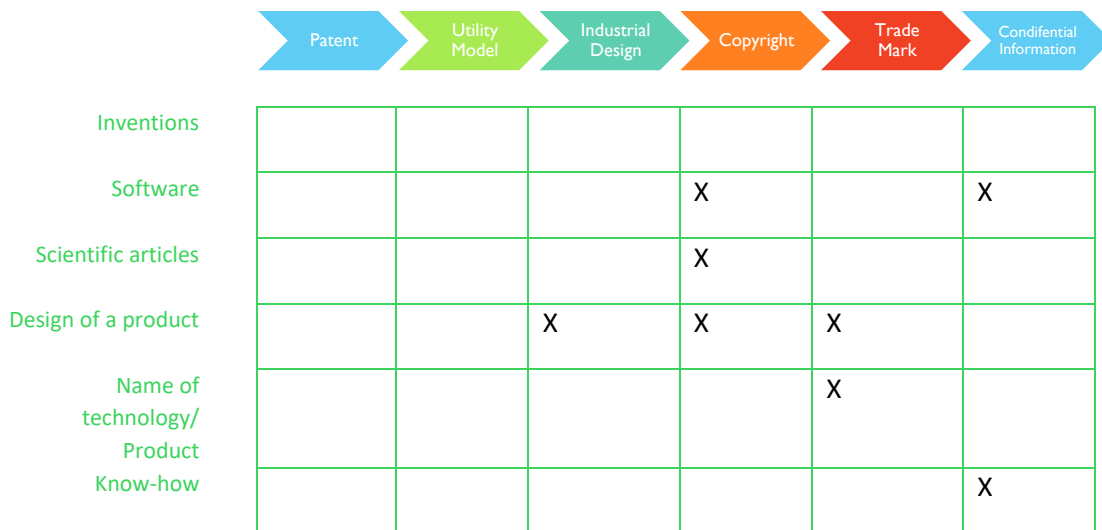 Patent
Utility
Model
Industrial
Design
Copyright
Trade
Mark
Condifential
Information
Inventions
Software X X
Scientific articles X
Design of a product X X X
Name of X
technology/
Product
Know-how X